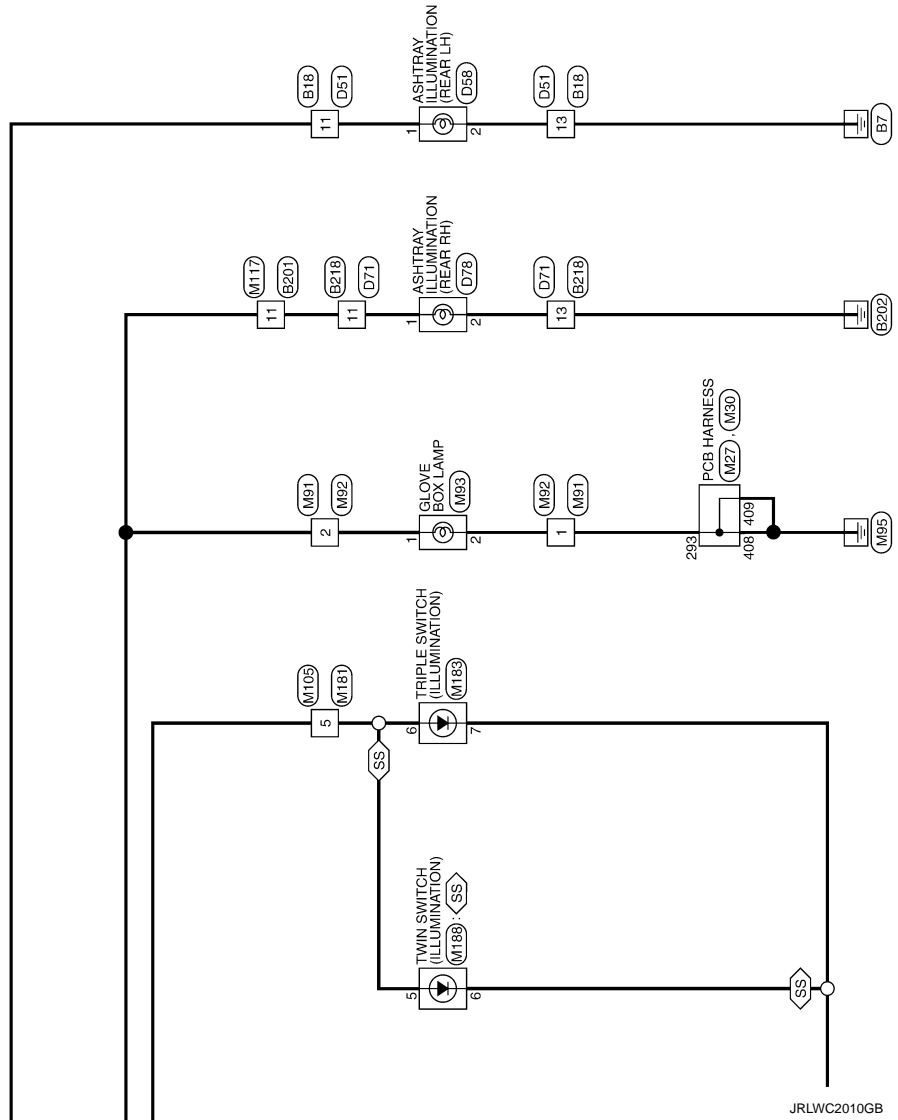 B18
D51
11
1
ASHTRAY
ILLUMINATION
(REAR LH)
D58
2
D51
B18
13
B7
M117
B201
11
B218
D71
11
1
ASHTRAY
ILLUMINATION
(REAR RH)
D78
2
D71
B218
13
B202
M91
M92
2
1
GLOVE
BOX LAMP
M93
2
M92
M91
1
293
PCB HARNESS
M27 , M30
408
409
M95
M105
M181
5
SS
6
TRIPLE SWITCH
(ILLUMINATION)
M183
7
5
TWIN SWITCH
(ILLUMINATION)
M188 : SS
6
SS
JRLWC2010GB